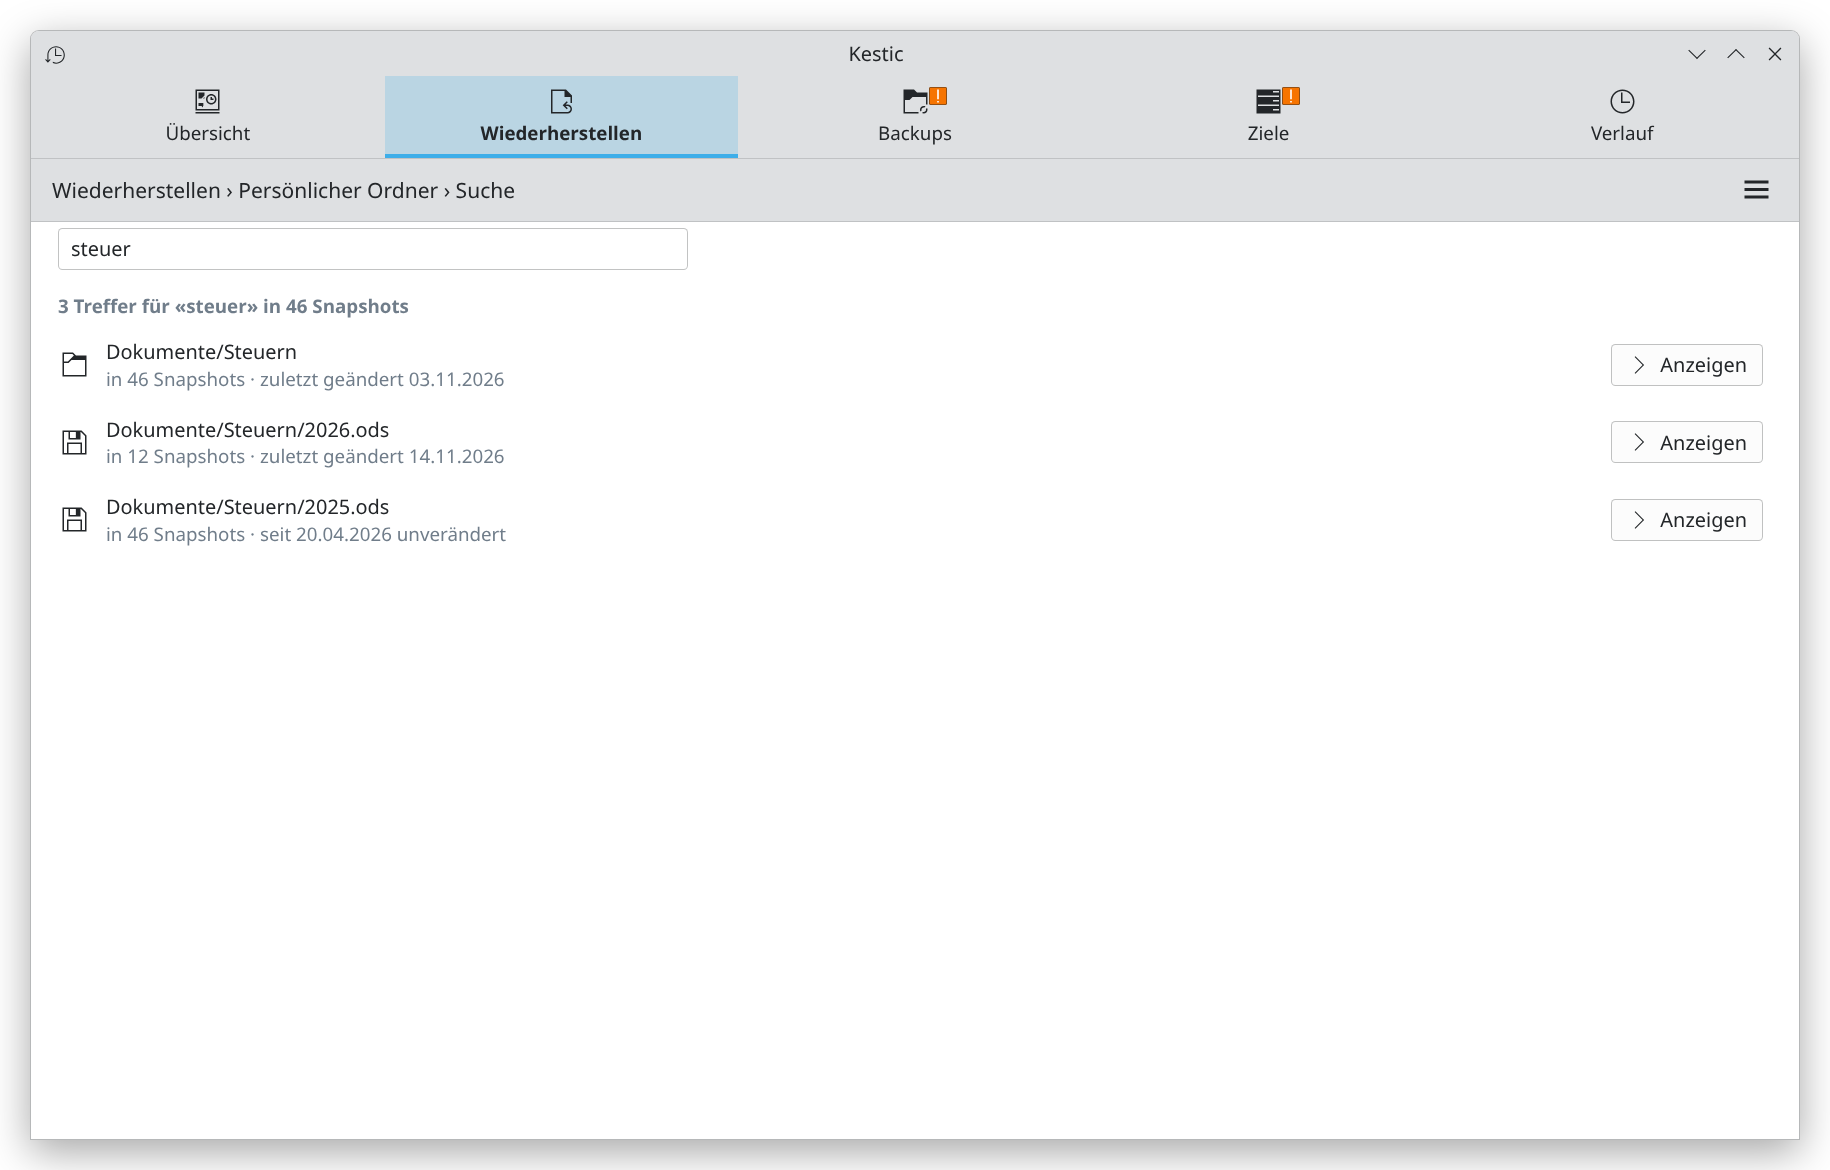 Kestic
Übersicht
Wiederherstellen
Backups
Ziele
Verlauf
Wiederherstellen › Persönlicher Ordner › Suche
steuer
3 Treffer für «steuer» in 46 Snapshots
Dokumente/Steuern
in 46 Snapshots · zuletzt geändert 03.11.2026
Anzeigen
Dokumente/Steuern/2026.ods
in 12 Snapshots · zuletzt geändert 14.11.2026
Anzeigen
Dokumente/Steuern/2025.ods
in 46 Snapshots · seit 20.04.2026 unverändert
Anzeigen